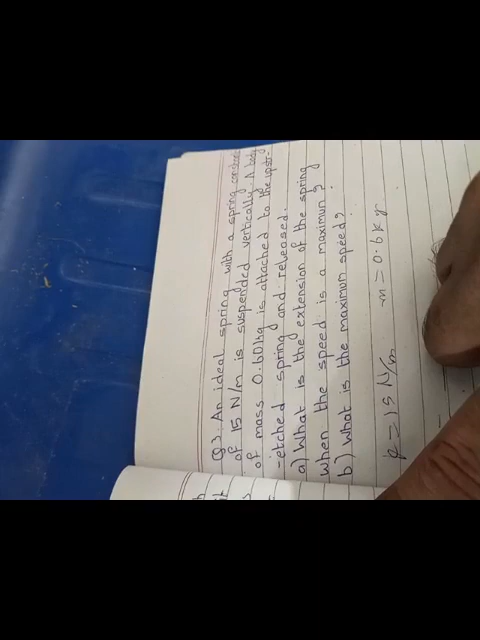 Q3. An ideal spring with a spring constant
of 15 N/m is suspended vertically. A body
of mass 0.60kg is attached to the unstr-
-etched spring and released.
a) What is the extension of the spring
when the speed is a maximum?
b) What is the maximum speed?
k = 15 N/m m = 0.6 kg